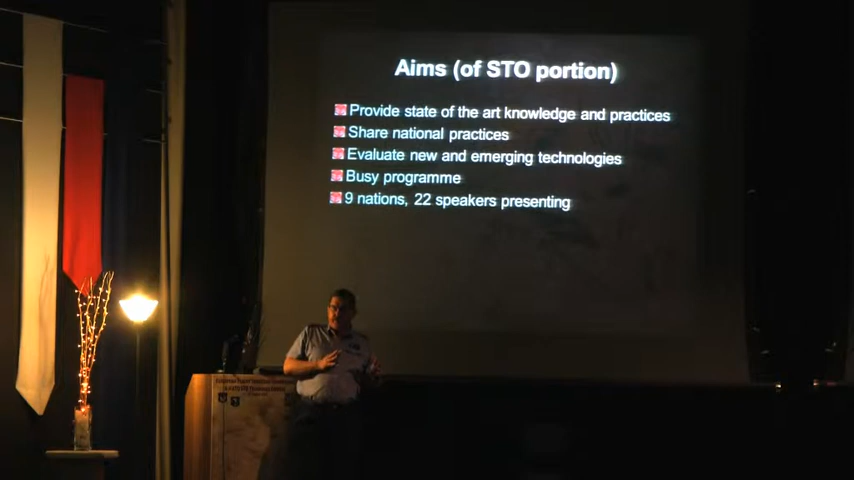 Aims (of STO portion)
Provide state of the art knowledge and practices
Share national practices
Evaluate new and emerging technologies
Busy programme
9 nations, 22 speakers presenting